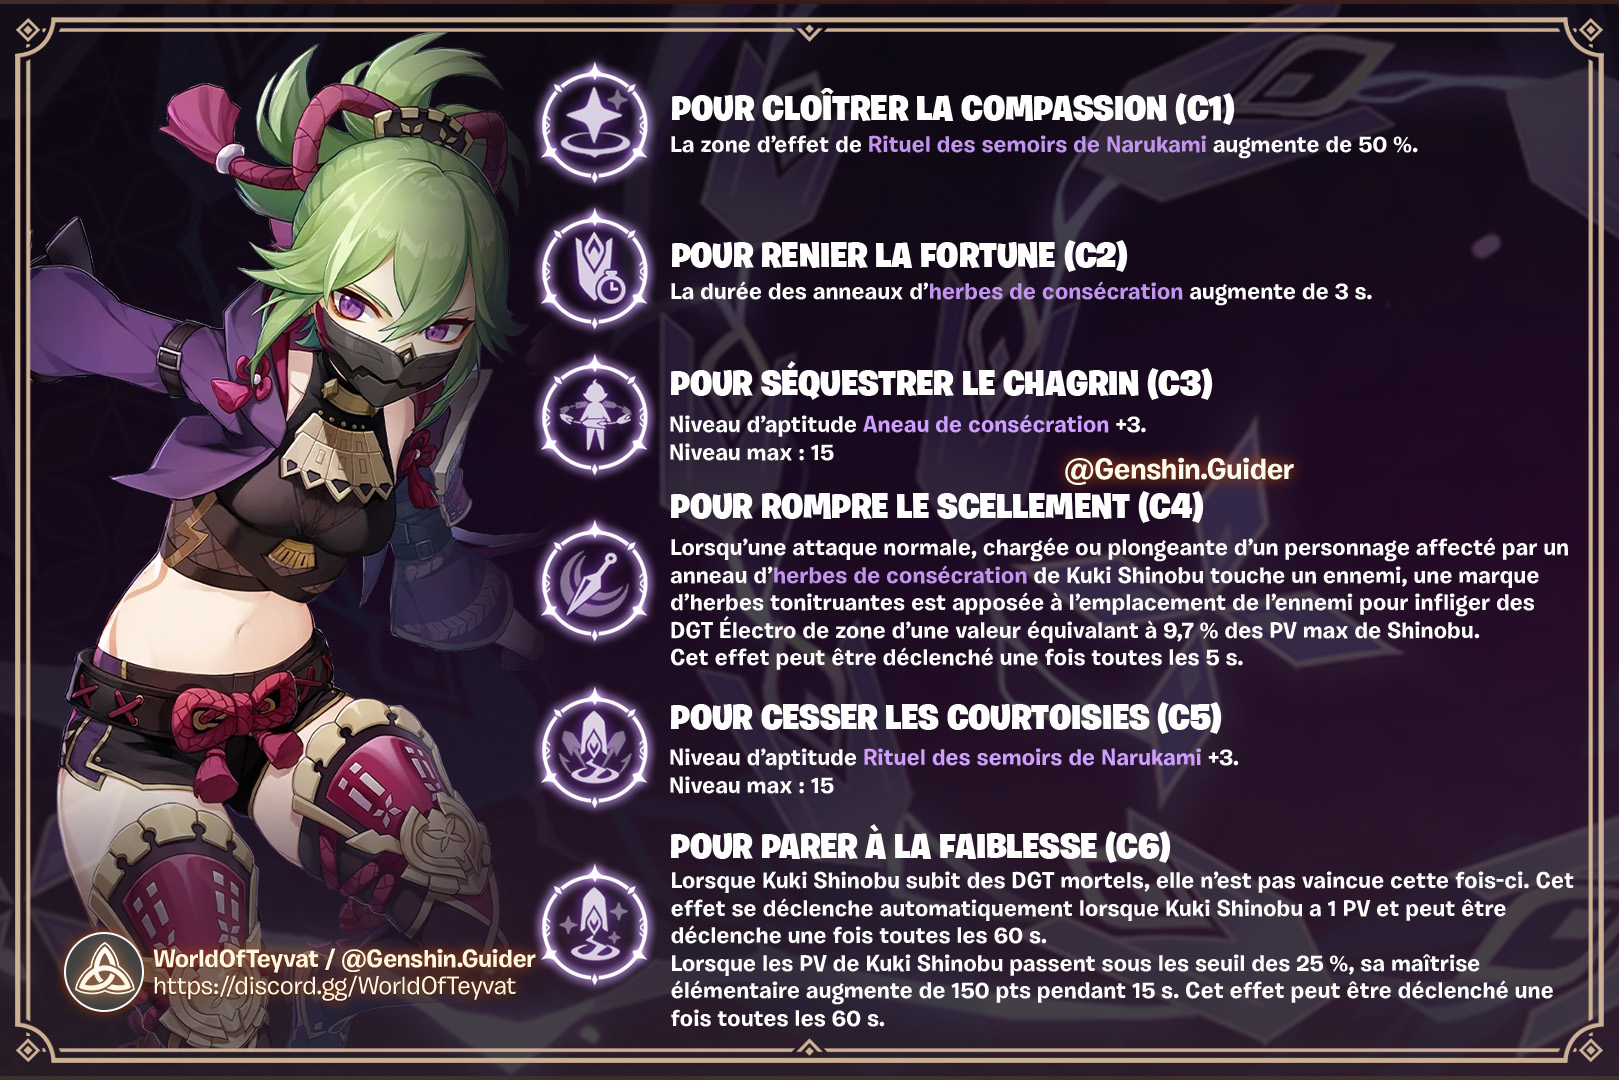 POUR CLOÎTRER LA COMPASSION (C1)
La zone d'effet de Rituel des semoirs de Narukami augmente de 50 %.
POUR RENIER LA FORTUNE (C2)
La durée des anneaux d'herbes de consécration augmente de 3 s.
POUR SÉQUESTRER LE CHAGRIN (C3)
Niveau d'aptitude Aneau de consécration +3.
Niveau max : 15
@Genshin.Guider
POUR ROMPRE LE SCELLEMENT (C4)
Lorsqu'une attaque normale, chargée ou plongeante d'un personnage affecté par un
anneau d'herbes de consécration de Kuki Shinobu touche un ennemi, une marque
d'herbes tonitruantes est apposée à l'emplacement de l'ennemi pour infliger des
DGT Électro de zone d'une valeur équivalant à 9,7 % des PV max de Shinobu.
Cet effet peut être déclenché une fois toutes les 5 s.
POUR CESSER LES COURTOISIES (C5)
Niveau d'aptitude Rituel des semoirs de Narukami +3.
Niveau max : 15
POUR PARER À LA FAIBLESSE (C6)
Lorsque Kuki Shinobu subit des DGT mortels, elle n'est pas vaincue cette fois-ci. Cet
effet se déclenche automatiquement lorsque Kuki Shinobu a 1 PV et peut être
déclenche une fois toutes les 60 s.
Lorsque les PV de Kuki Shinobu passent sous les seuil des 25 %, sa maîtrise
élémentaire augmente de 150 pts pendant 15 s. Cet effet peut être déclenché une
fois toutes les 60 s.
WorldOfTeyvat / @Genshin.Guider
https://discord.gg/WorldOfTeyvat